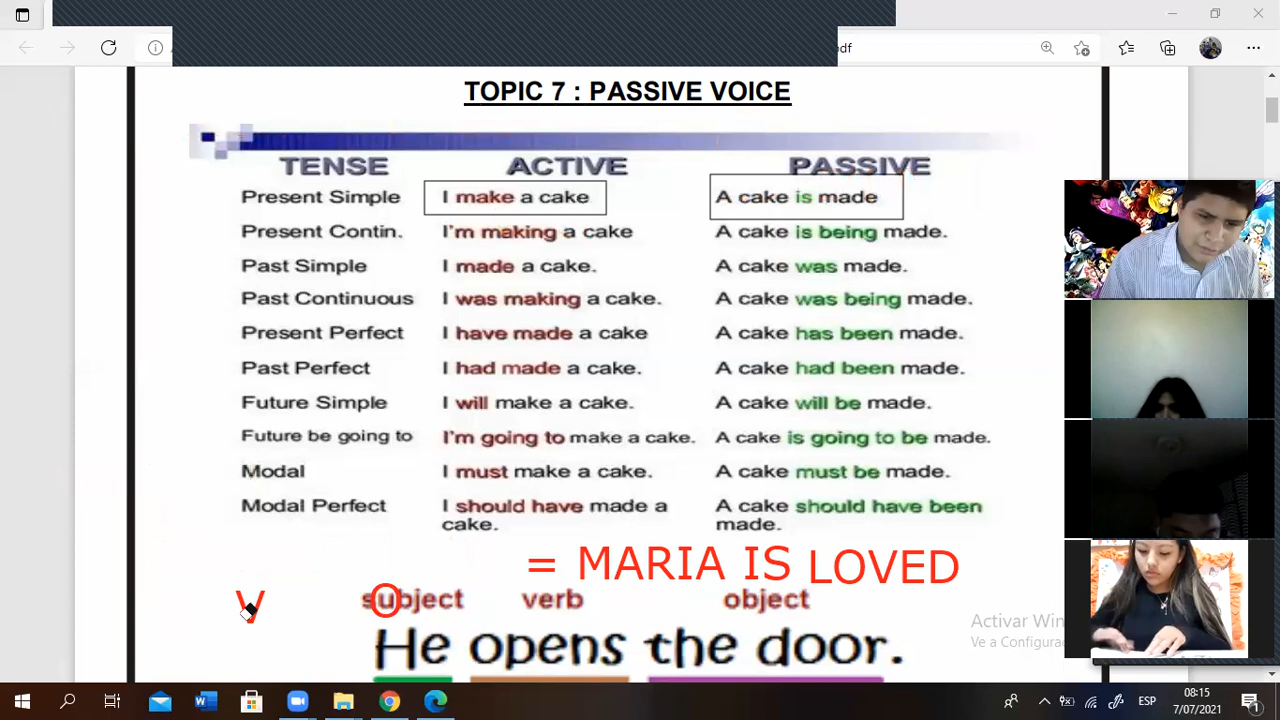 df
TOPIC 7 : PASSIVE VOICE
TENSE ACTIVE PASSIVE
Present Simple I make a cake A cake is made
Present Contin. I'm making a cake A cake is being made.
Past Simple I made a cake. A cake was made.
Past Continuous I was making a cake. A cake was being made.
Present Perfect I have made a cake A cake has been made.
Past Perfect I had made a cake. A cake had been made.
Future Simple I will make a cake. A cake will be made.
Future be going to I'm going to make a cake. A cake is going to be made.
Modal I must make a cake. A cake must be made.
Modal Perfect I should have made a cake. A cake should have been made.
= MARIA IS LOVED
V O
subject verb object
He opens the door.
Activar Win
Ve a Configura
ESP
08:15
7/07/2021